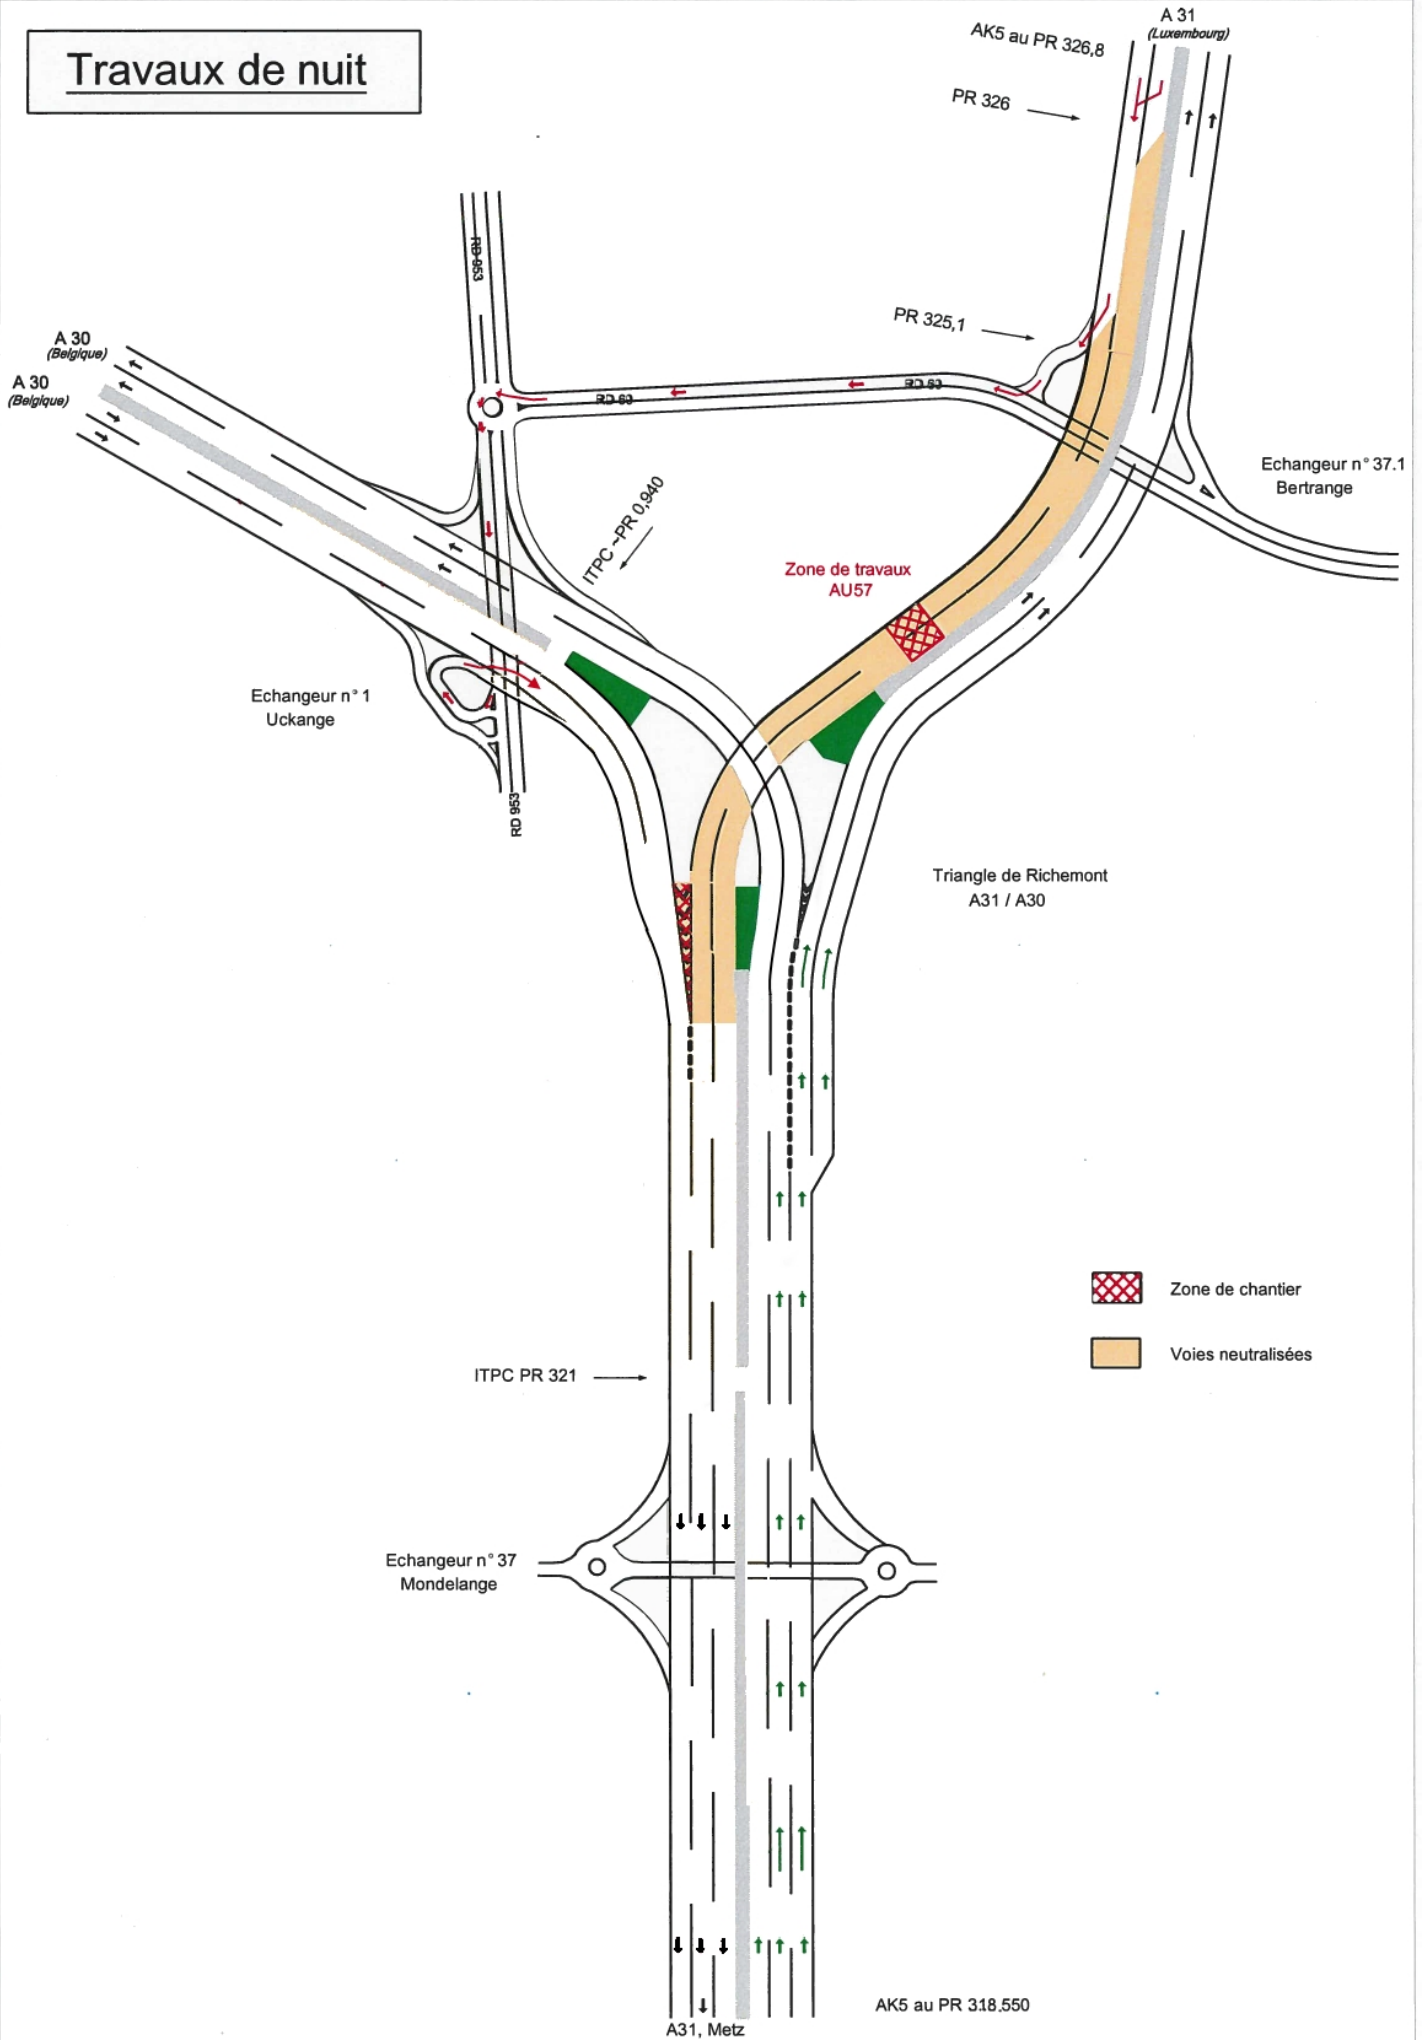 Travaux de nuit
A 31
(Luxembourg)
AK5 au PR 326,8
PR 326
RD 953
PR 325,1
A 30
(Belgique)
A 30
(Belgique)
RD 60
RD 60
Echangeur n° 37.1
Bertrange
ITPC ~PR 0,940
Zone de travaux
AU57
Echangeur n° 1
Uckange
RD 953
Triangle de Richemont
A31 / A30
Zone de chantier
Voies neutralisées
ITPC PR 321
Echangeur n° 37
Mondelange
AK5 au PR 318.550
A31, Metz